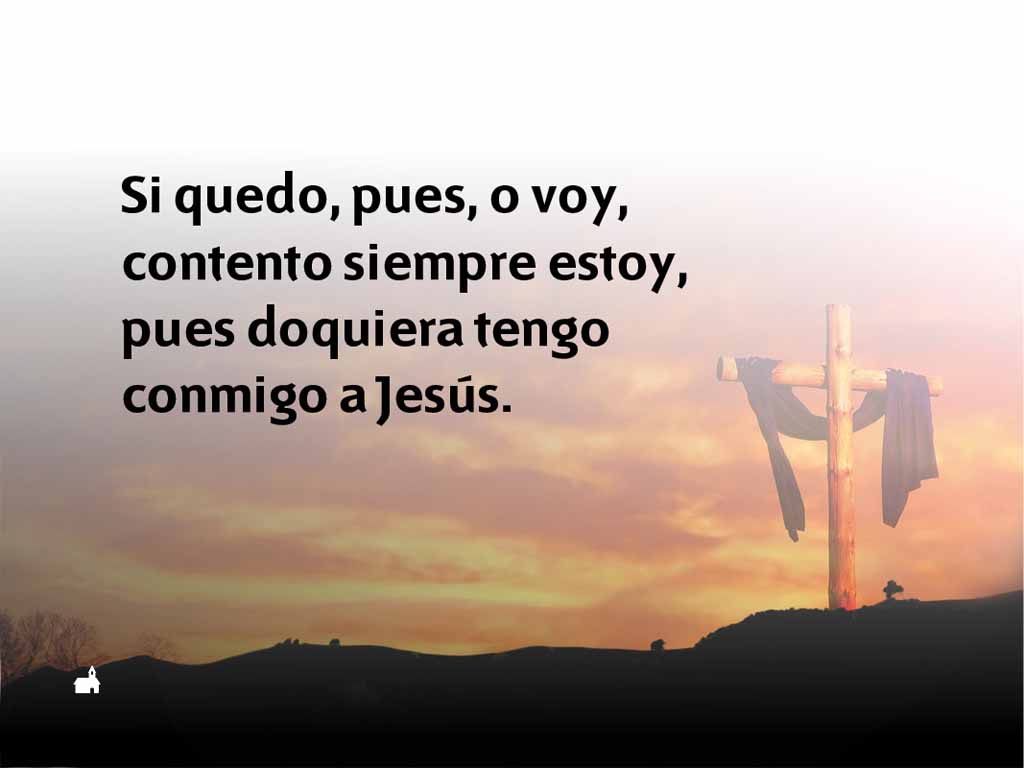 Si quedo, pues, o voy,
contento siempre estoy,
pues doquiera tengo
conmigo a Jesús.